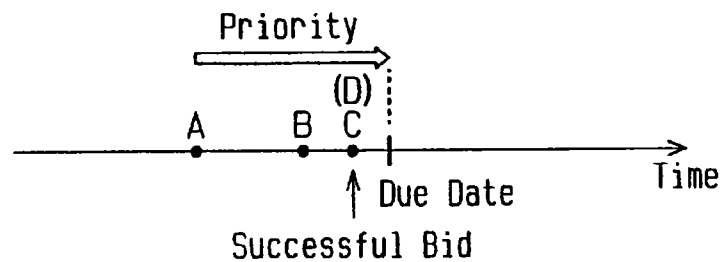 Priority
(D)
A B C
Due Date
Time
Successful Bid